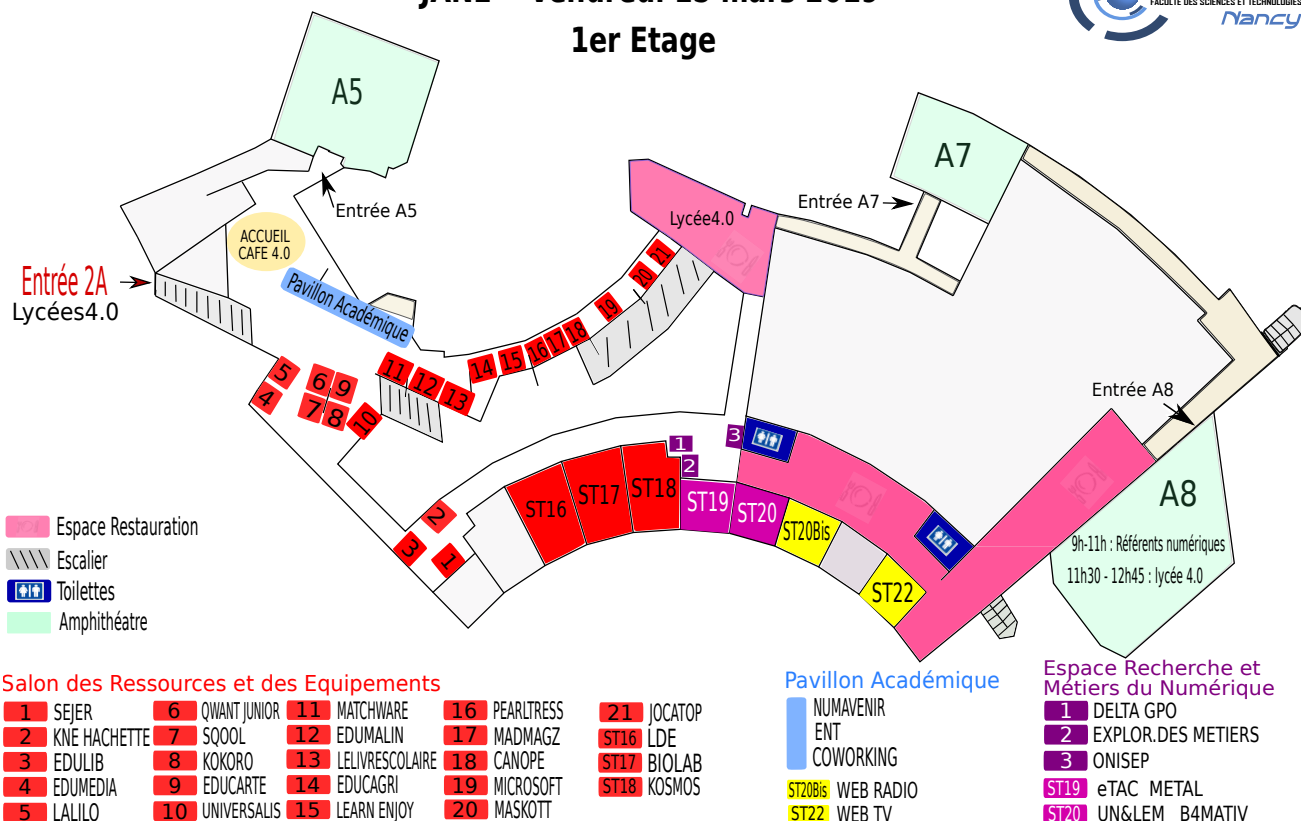 FACULTE DES SCIENCES ET TECHNOLOGIES
Nancy
1er Etage
A5
A7
Entrée A7
Entrée A5
Lycée4.0
ACCUEIL
CAFE 4.0
Entrée 2A
Lycées4.0
Pavillon Académique
21
20
19
18
17
16
15
14
11
12
13
5
4
6
9
7
8
10
Entrée A8
1
2
3
ST16
ST17
ST18
ST19
ST20
ST20Bis
ST22
A8
9h-11h : Référents numériques
11h30 - 12h45 : lycée 4.0
2
3
1
Espace Restauration
Escalier
Toilettes
Amphithéatre
Salon des Ressources et des Equipements
1 SEJER
2 KNE HACHETTE
3 EDULIB
4 EDUMEDIA
5 LALILO
6 QWANT JUNIOR
7 SQOOL
8 KOKORO
9 EDUCARTE
10 UNIVERSALIS
11 MATCHWARE
12 EDUMALIN
13 LELIVRESCOLAIRE
14 EDUCAGRI
15 LEARN ENJOY
16 PEARLTRESS
17 MADMAGZ
18 CANOPE
19 MICROSOFT
20 MASKOTT
21 JOCATOP
ST16 LDE
ST17 BIOLAB
ST18 KOSMOS
Pavillon Académique
NUMAVENIR
ENT
COWORKING
ST20Bis WEB RADIO
ST22 WEB TV
Espace Recherche et
Métiers du Numérique
1 DELTA GPO
2 EXPLOR.DES METIERS
3 ONISEP
ST19 eTAC METAL
ST20 UN&LEM B4MATIV